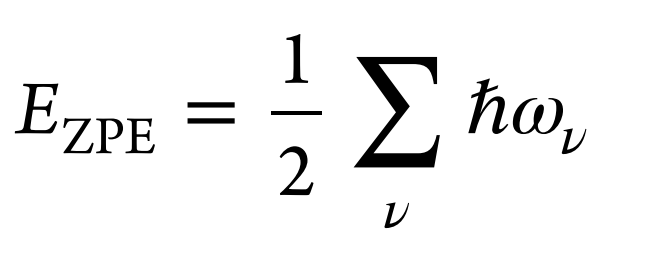 E_ZPE = 1/2 ∑_ν ℏω_ν